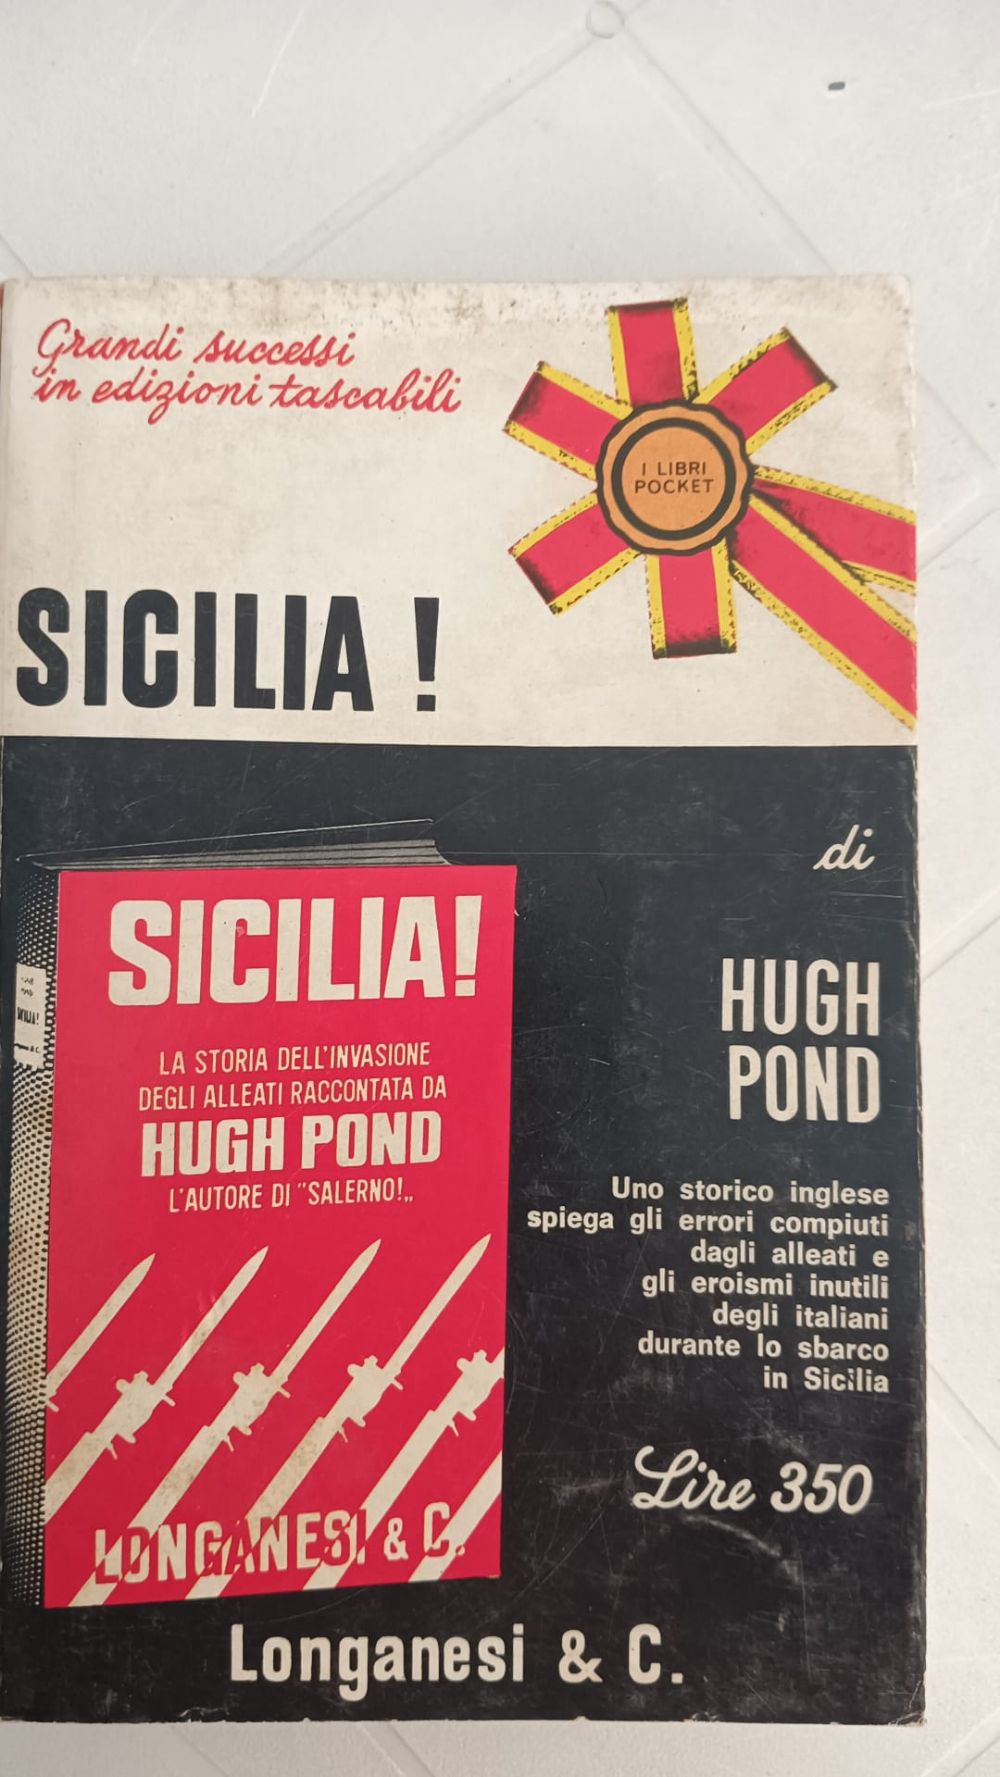 Grandi successi
in edizioni tascabili
I LIBRI
POCKET
SICILIA !
di
HUGH
POND
SICILIA!
LA STORIA DELL'INVASIONE
DEGLI ALLEATI RACCONTATA DA
HUGH POND
L'AUTORE DI "SALERNO!„
LONGANESI & C.
Uno storico inglese
spiega gli errori compiuti
dagli alleati e
gli eroismi inutili
degli italiani
durante lo sbarco
in Sicilia
Lire 350
Longanesi & C.